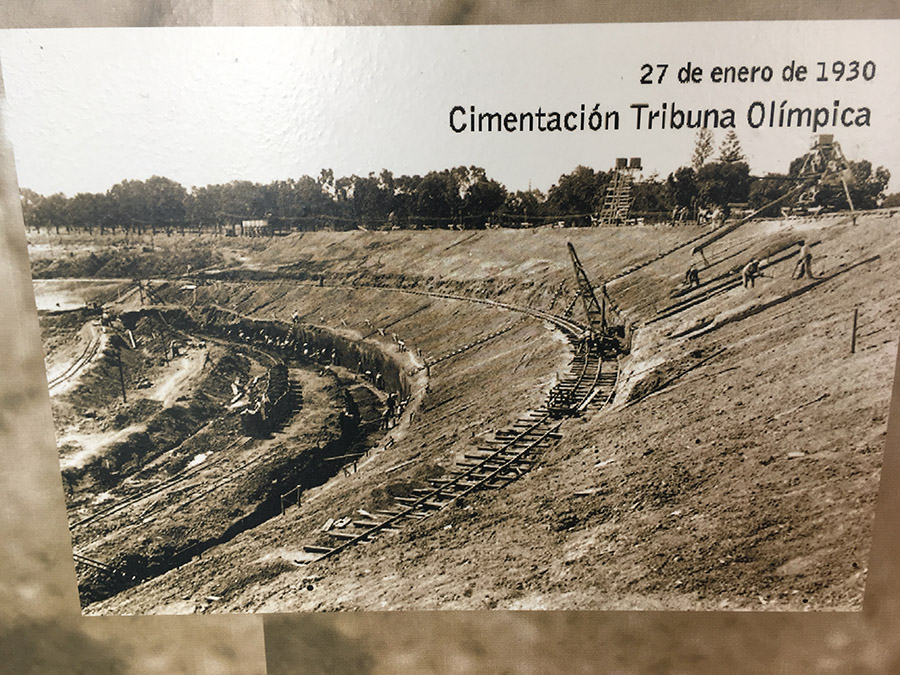 27 de enero de 1930
Cimentación Tribuna Olímpica